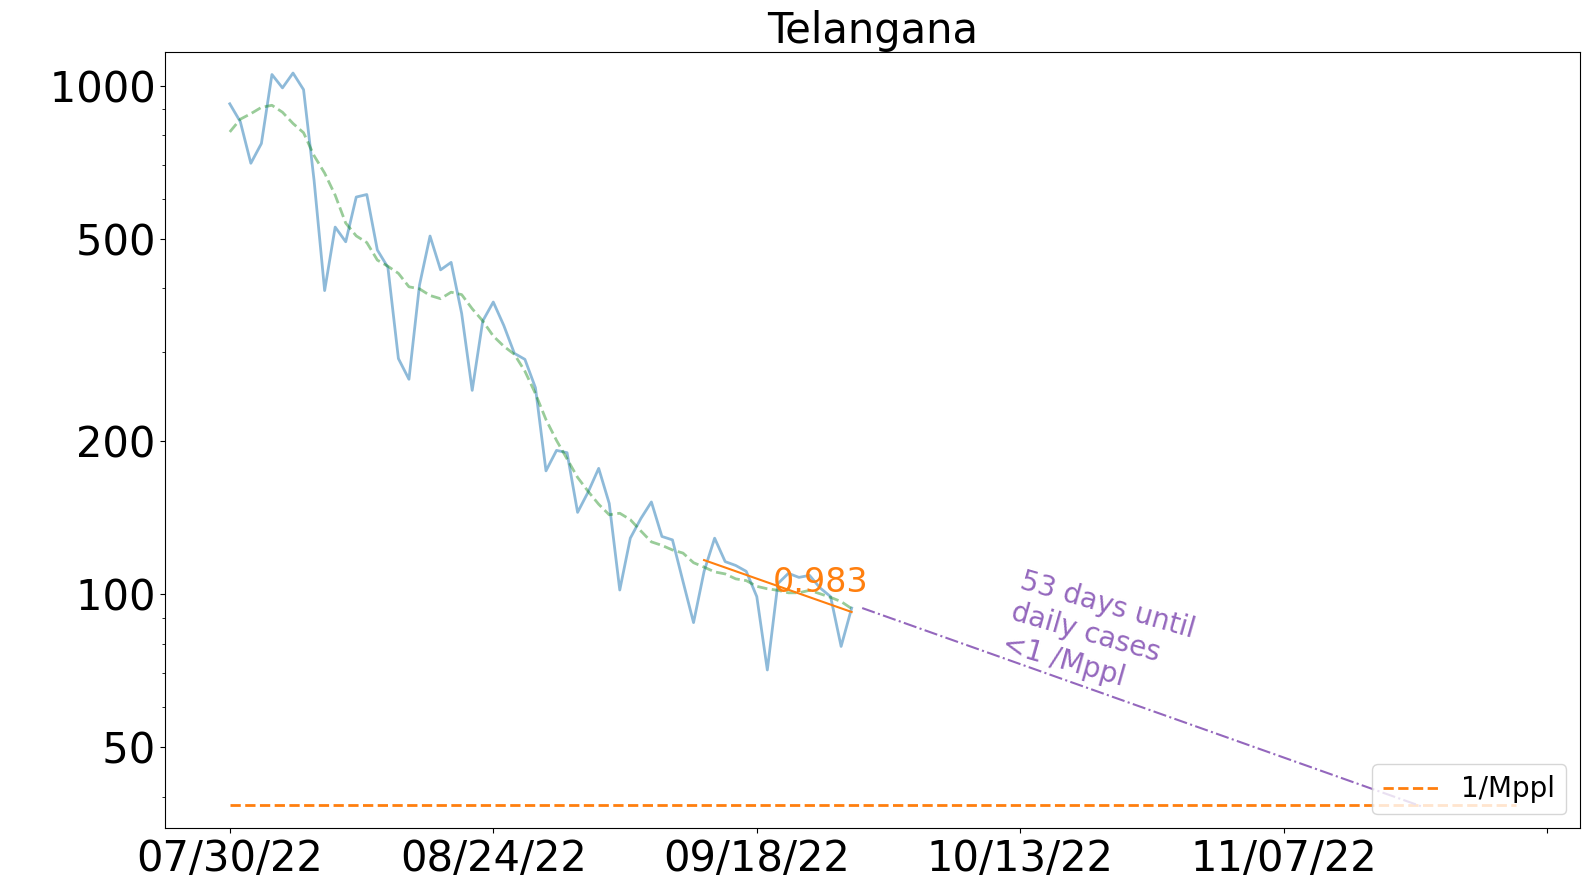 Telangana
1000
500
200
100
50
0.983
53 days until
daily cases
<1 /Mppl
1/Mppl
07/30/22 08/24/22 09/18/22 10/13/22 11/07/22